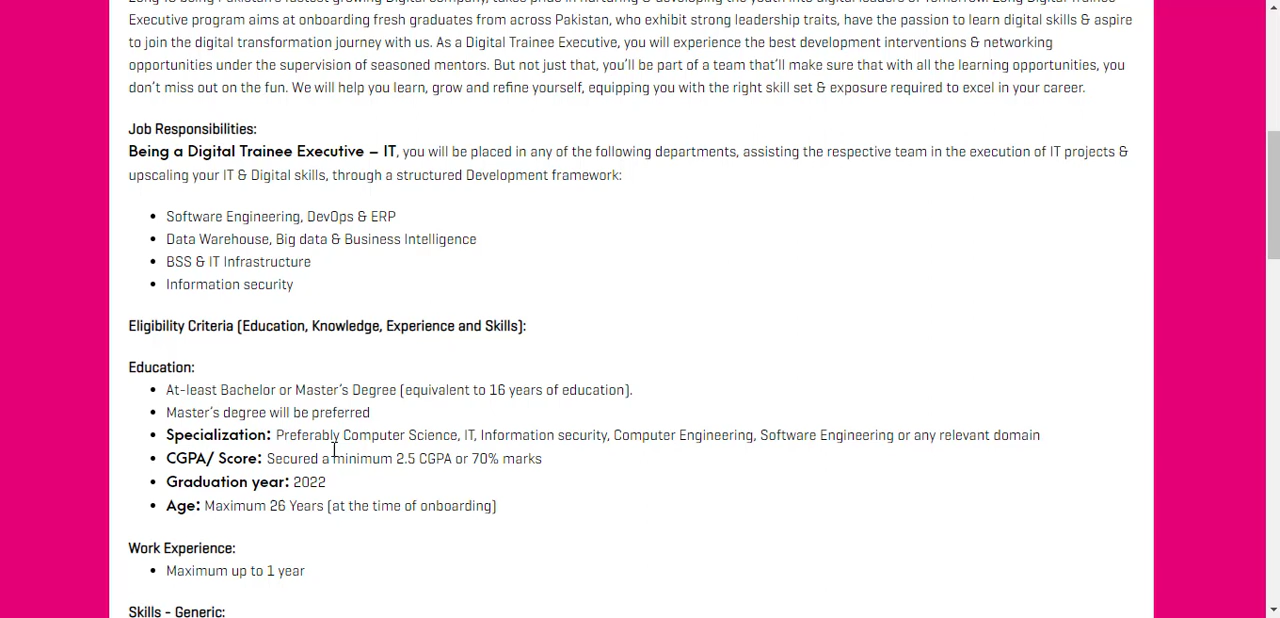 Executive program aims at onboarding fresh graduates from across Pakistan, who exhibit strong leadership traits, have the passion to learn digital skills & aspire
to join the digital transformation journey with us. As a Digital Trainee Executive, you will experience the best development interventions & networking
opportunities under the supervision of seasoned mentors. But not just that, you'll be part of a team that'll make sure that with all the learning opportunities, you
don't miss out on the fun. We will help you learn, grow and refine yourself, equipping you with the right skill set & exposure required to excel in your career.
Job Responsibilities:
Being a Digital Trainee Executive – IT, you will be placed in any of the following departments, assisting the respective team in the execution of IT projects &
upscaling your IT & Digital skills, through a structured Development framework:
• Software Engineering, DevOps & ERP
• Data Warehouse, Big data & Business Intelligence
• BSS & IT Infrastructure
• Information security
Eligibility Criteria (Education, Knowledge, Experience and Skills):
Education:
• At-least Bachelor or Master's Degree (equivalent to 16 years of education).
• Master's degree will be preferred
• Specialization: Preferably Computer Science, IT, Information security, Computer Engineering, Software Engineering or any relevant domain
• CGPA/ Score: Secured a minimum 2.5 CGPA or 70% marks
• Graduation year: 2022
• Age: Maximum 26 Years (at the time of onboarding)
Work Experience:
• Maximum up to 1 year
Skills - Generic: